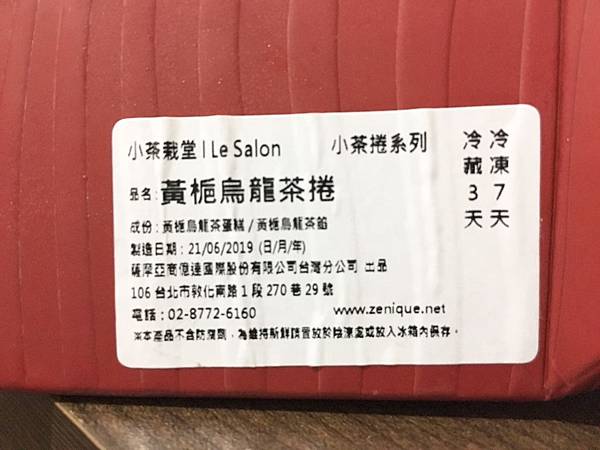 小茶栽堂 | Le Salon 小茶捲系列
品名: 黃梔烏龍茶捲
成份: 黃梔烏龍茶蛋糕 / 黃梔烏龍茶餡
製造日期: 21/06/2019 (日/月/年)
薩摩亞商億達國際股份有限公司台灣分公司 出品
106 台北市敦化南路1段270巷29號
電話: 02-8772-6160 www.zenique.net
※本產品不含防腐劑，為維持新鮮請置放於陰涼處或放入冰箱內保存。
冷凍7天
冷藏3天